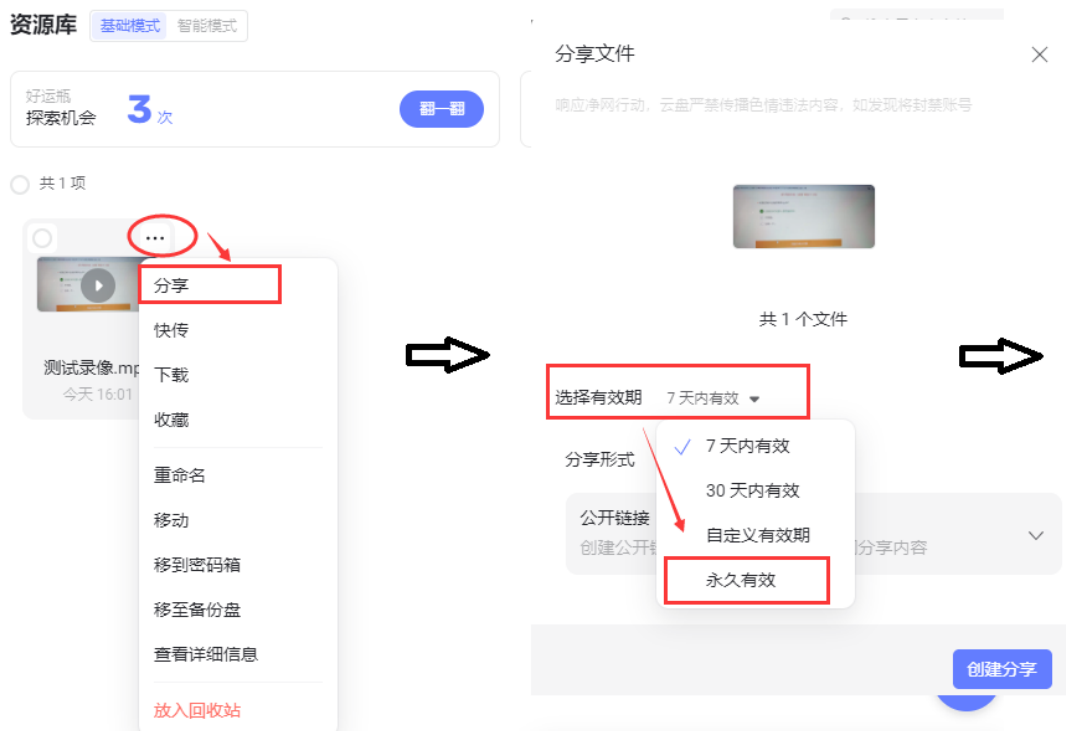 资源库
基础模式 智能模式
好运瓶
探索机会 3 次
翻一翻
共 1 项
分享
快传
下载
收藏
重命名
移动
移到密码箱
移至备份盘
查看详细信息
放入回收站
测试录像.mp
今天 16:01
分享文件
响应净网行动，云盘严禁传播色情违法内容，如发现将封禁账号
共 1 个文件
选择有效期 7 天内有效
7 天内有效
30 天内有效
自定义有效期
永久有效
分享形式
公开链接
创建公开 分享内容
创建分享